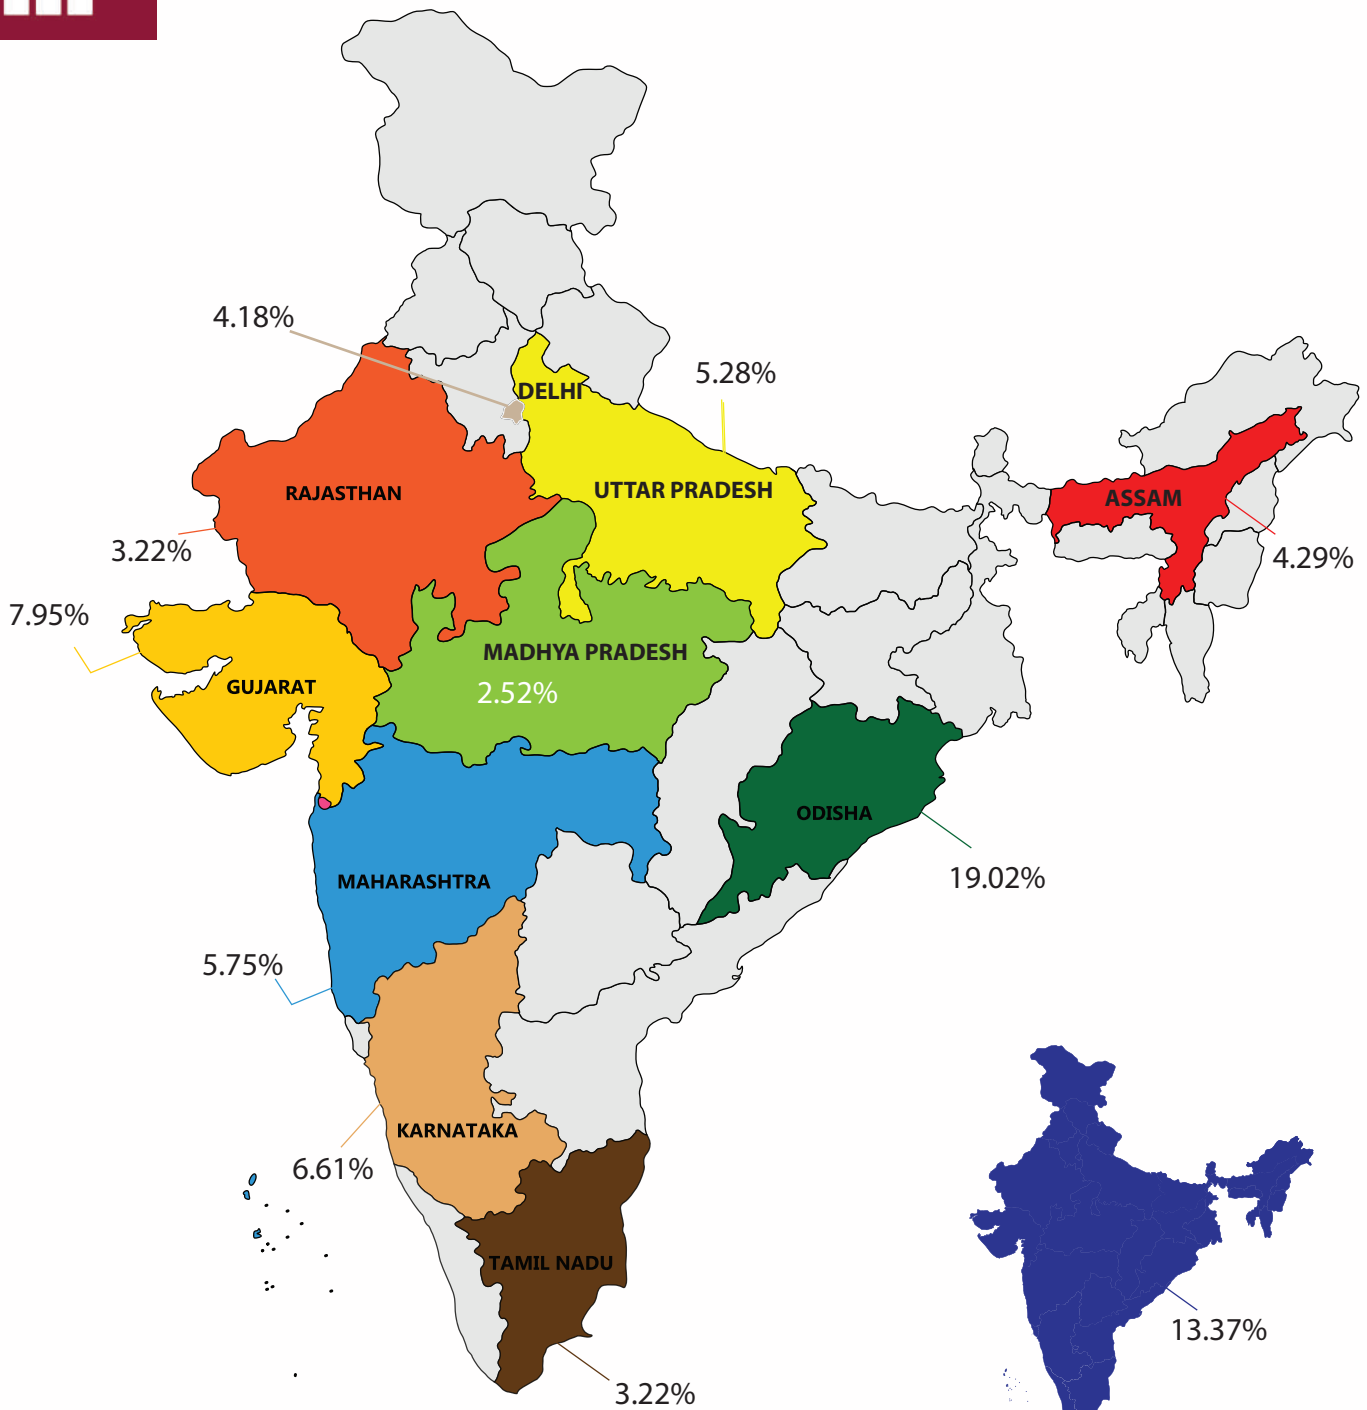 4.18%
5.28%
DELHI
RAJASTHAN
UTTAR PRADESH
ASSAM
3.22%
4.29%
7.95%
MADHYA PRADESH
2.52%
GUJARAT
ODISHA
19.02%
MAHARASHTRA
5.75%
KARNATAKA
6.61%
TAMIL NADU
13.37%
3.22%